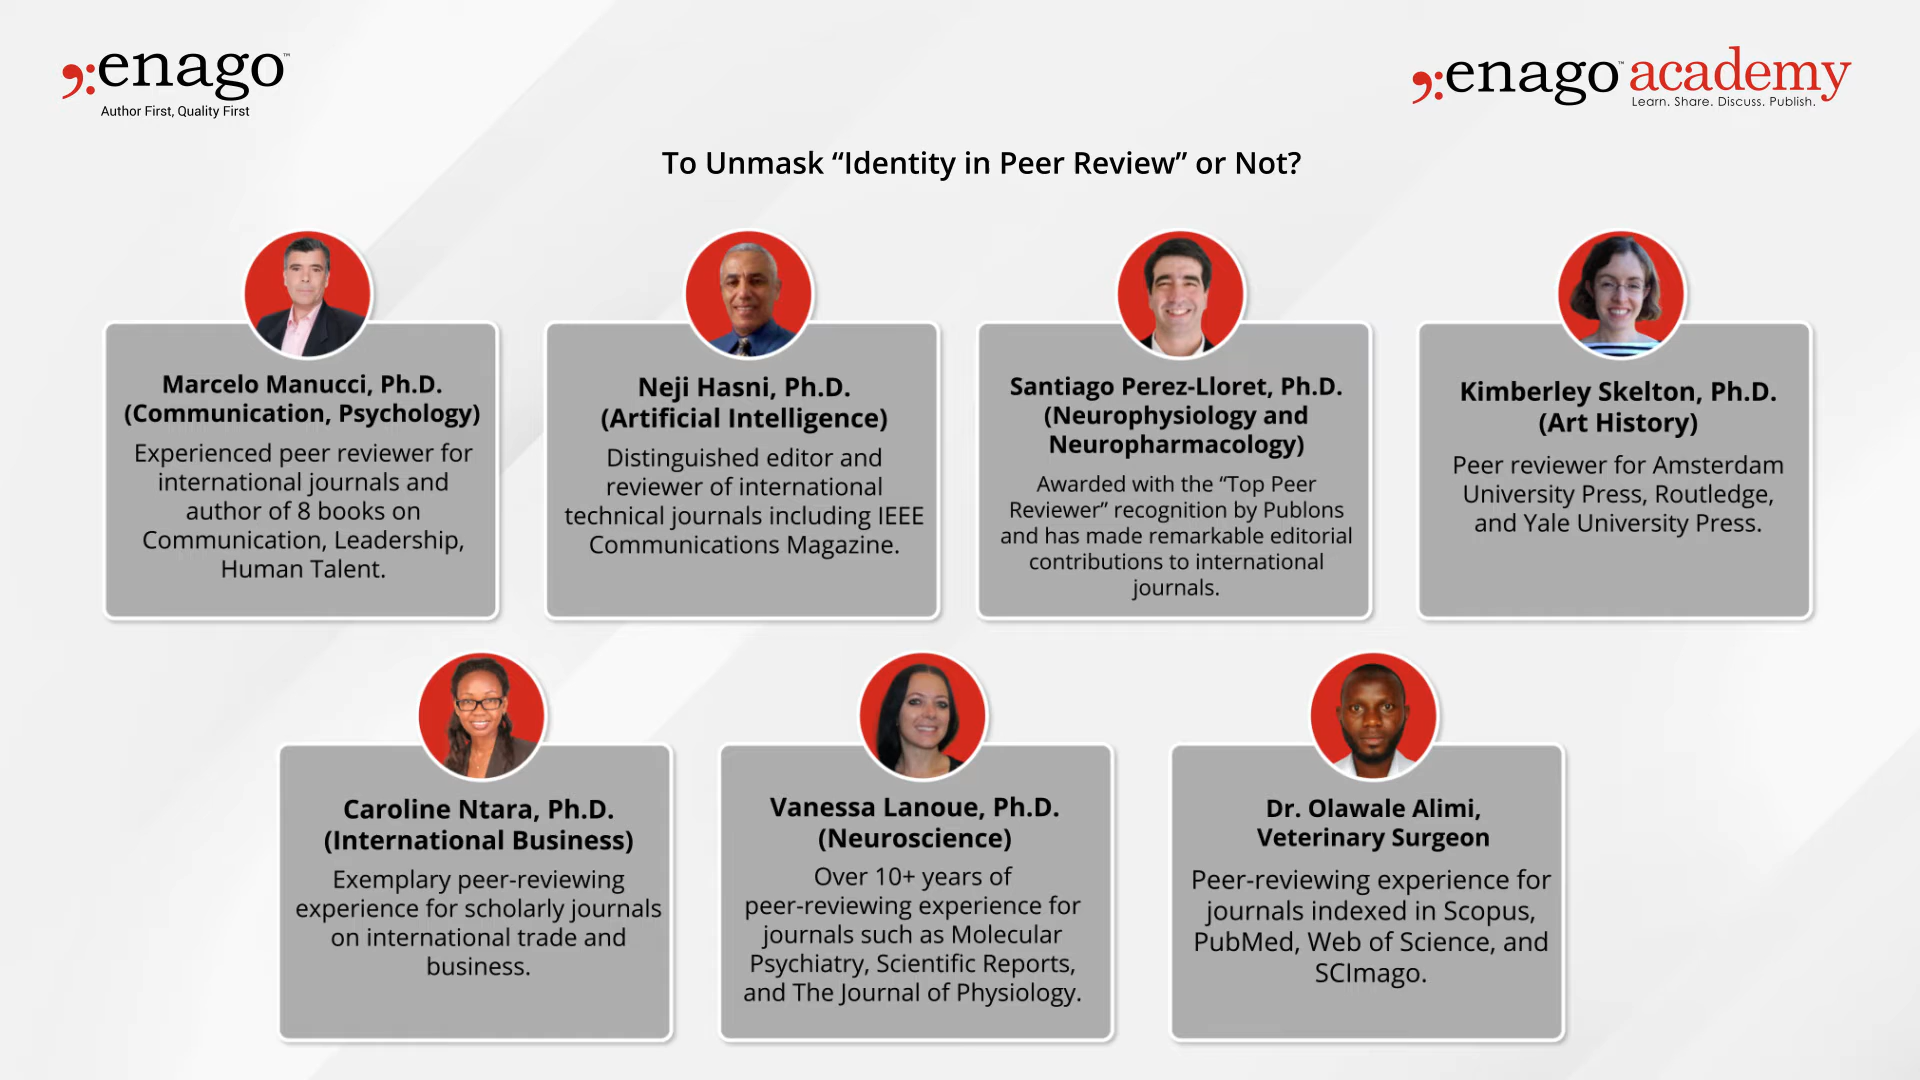 enago™
Author First, Quality First
enago™ academy
Learn. Share. Discuss. Publish.
To Unmask “Identity in Peer Review” or Not?
Marcelo Manucci, Ph.D.
(Communication, Psychology)
Experienced peer reviewer for
international journals and
author of 8 books on
Communication, Leadership,
Human Talent.
Neji Hasni, Ph.D.
(Artificial Intelligence)
Distinguished editor and
reviewer of international
technical journals including IEEE
Communications Magazine.
Santiago Perez-Lloret, Ph.D.
(Neurophysiology and
Neuropharmacology)
Awarded with the “Top Peer
Reviewer” recognition by Publons
and has made remarkable editorial
contributions to international
journals.
Kimberley Skelton, Ph.D.
(Art History)
Peer reviewer for Amsterdam
University Press, Routledge,
and Yale University Press.
Caroline Ntara, Ph.D.
(International Business)
Exemplary peer-reviewing
experience for scholarly journals
on international trade and
business.
Vanessa Lanoue, Ph.D.
(Neuroscience)
Over 10+ years of
peer-reviewing experience for
journals such as Molecular
Psychiatry, Scientific Reports,
and The Journal of Physiology.
Dr. Olawale Alimi,
Veterinary Surgeon
Peer-reviewing experience for
journals indexed in Scopus,
PubMed, Web of Science, and
SCImago.